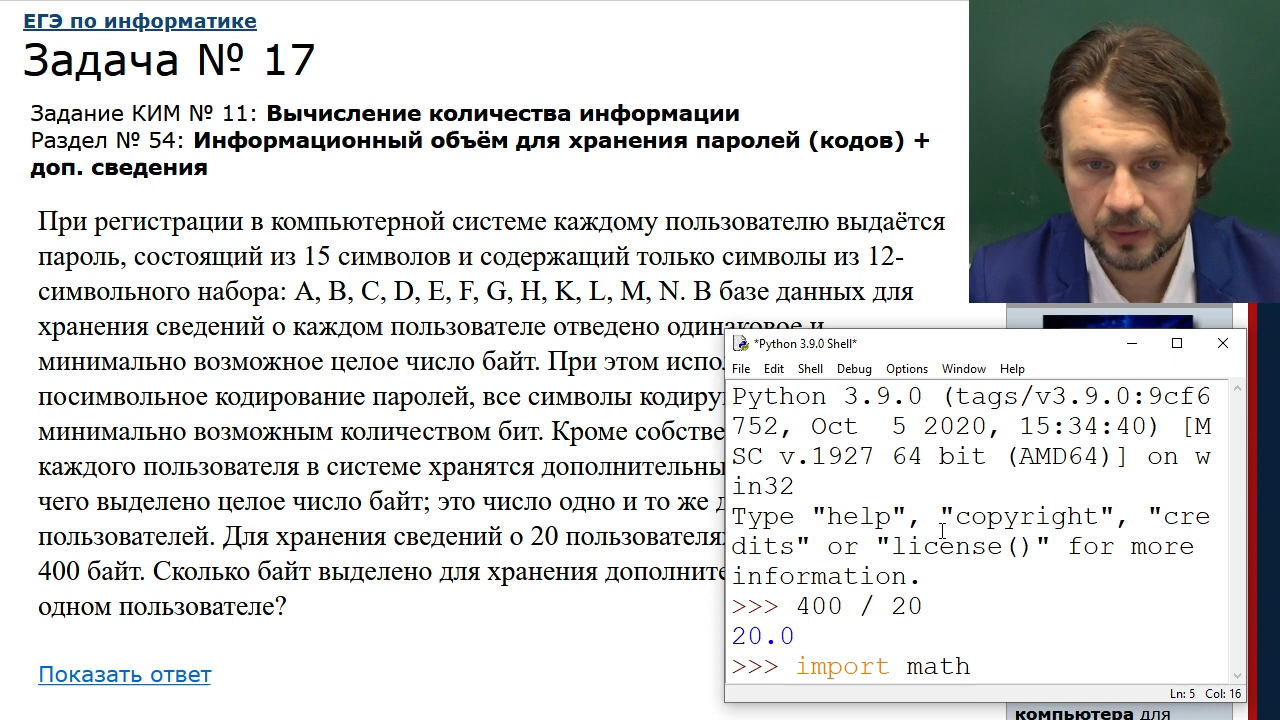 ЕГЭ по информатике
Задача № 17
Задание КИМ № 11: Вычисление количества информации
Раздел № 54: Информационный объём для хранения паролей (кодов) +
доп. сведения
При регистрации в компьютерной системе каждому пользователю выдаётся
пароль, состоящий из 15 символов и содержащий только символы из 12-
символьного набора: A, B, C, D, E, F, G, H, K, L, M, N. В базе данных для
хранения сведений о каждом пользователе отведено одинаковое и
минимально возможное целое число байт. При этом
посимвольное кодирование паролей, все символы
минимально возможным количеством бит. Кроме
каждого пользователя в системе хранятся
чего выделено целое число байт; это число одно и то же
пользователей. Для хранения сведений о 20
400 байт. Сколько байт выделено для хранения
одном пользователе?
Показать ответ
*Python 3.9.0 Shell*
File Edit Shell Debug Options Window Help
Python 3.9.0 (tags/v3.9.0:9cf6
752, Oct  5 2020, 15:34:40) [M
SC v.1927 64 bit (AMD64)] on w
in32
Type "help", "copyright", "cre
dits" or "license()" for more
information.
>>> 400 / 20
20.0
>>> import math
Ln: 5 Col: 16
компьютера для